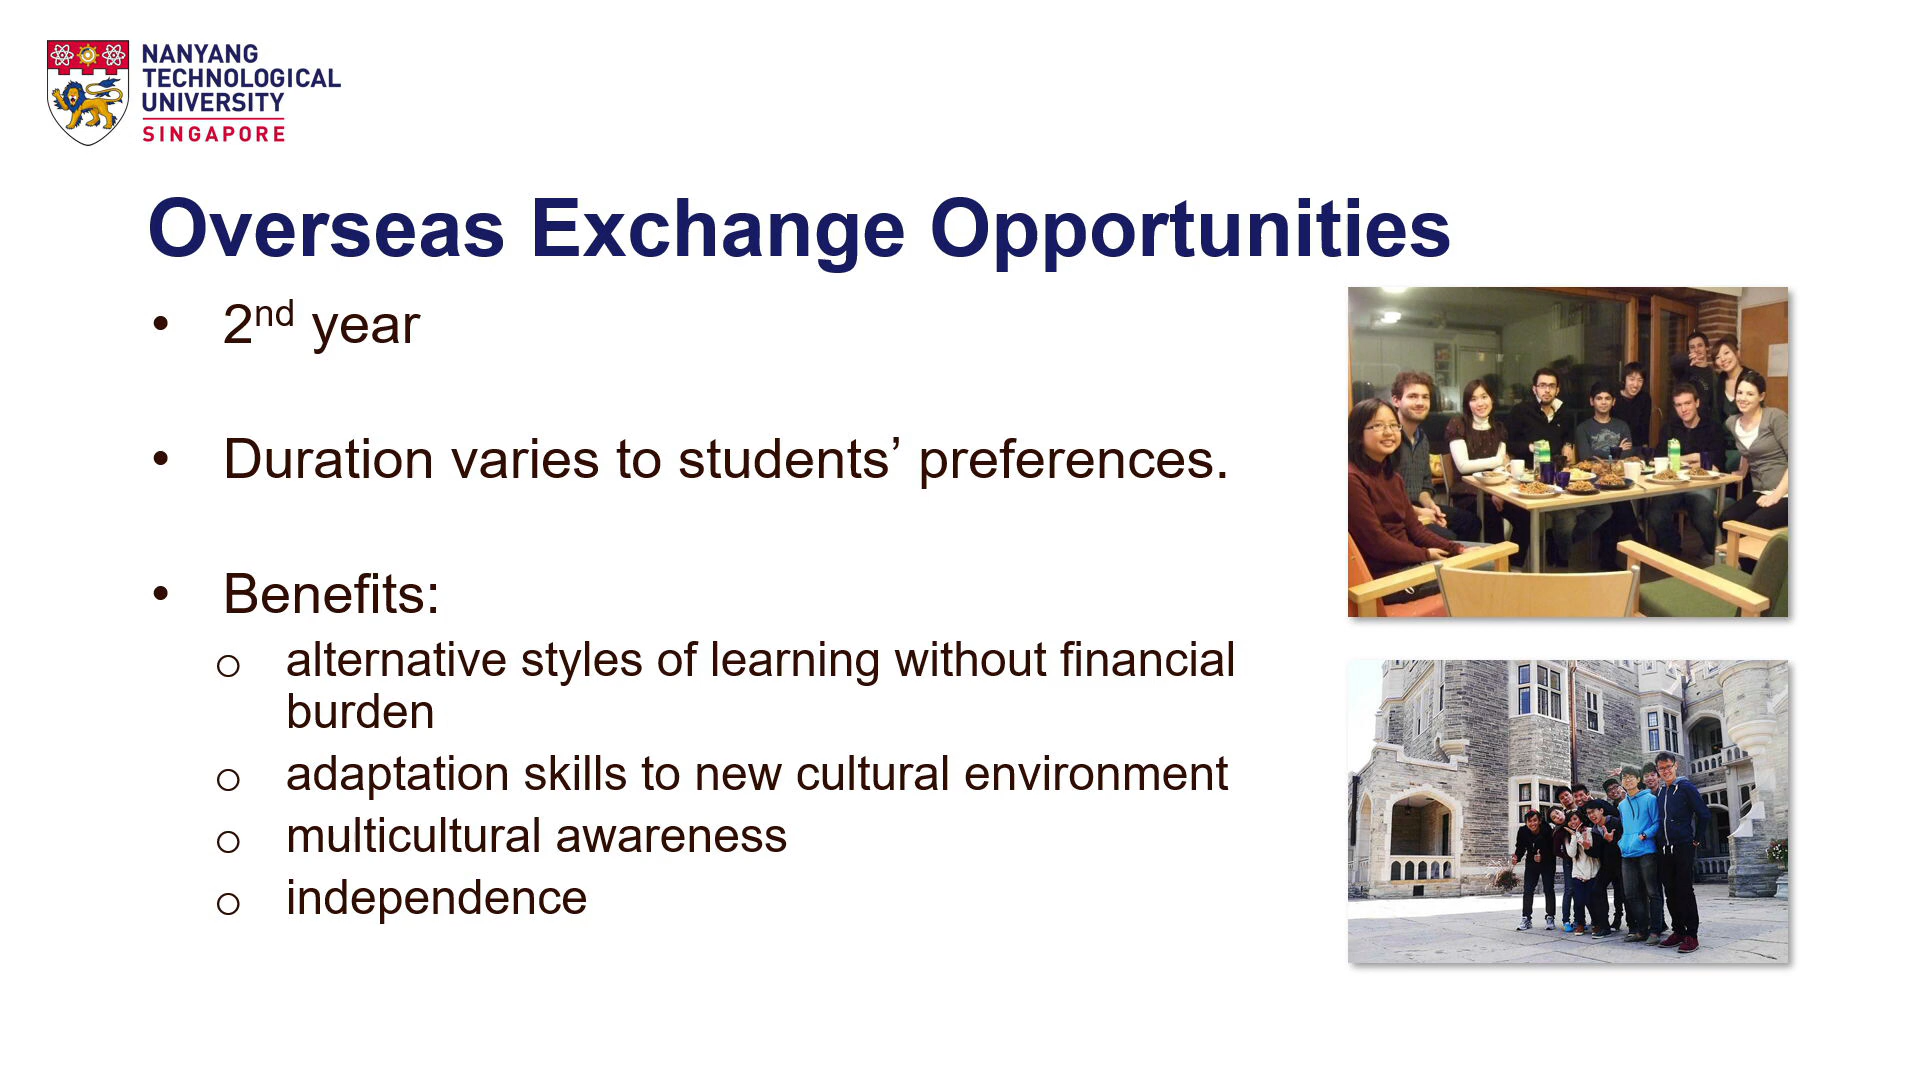 NANYANG
TECHNOLOGICAL
UNIVERSITY
SINGAPORE
Overseas Exchange Opportunities
• 2nd year
• Duration varies to students’ preferences.
• Benefits:
o alternative styles of learning without financial
burden
o adaptation skills to new cultural environment
o multicultural awareness
o independence